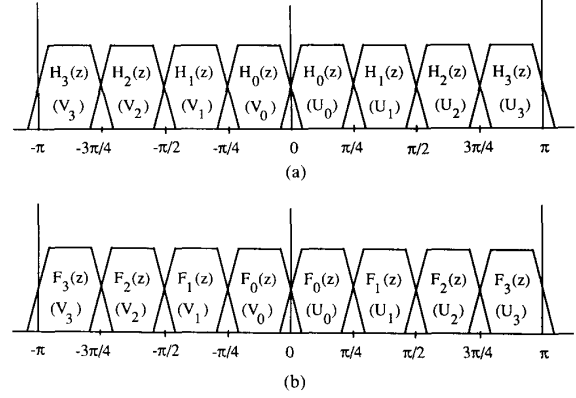 H3(z) H2(z) H1(z) H0(z) H0(z) H1(z) H2(z) H3(z)
(V3) (V2) (V1) (V0) (U0) (U1) (U2) (U3)
-π -3π/4 -π/2 -π/4 0 π/4 π/2 3π/4 π
(a)
F3(z) F2(z) F1(z) F0(z) F0(z) F1(z) F2(z) F3(z)
(V3) (V2) (V1) (V0) (U0) (U1) (U2) (U3)
-π -3π/4 -π/2 -π/4 0 π/4 π/2 3π/4 π
(b)